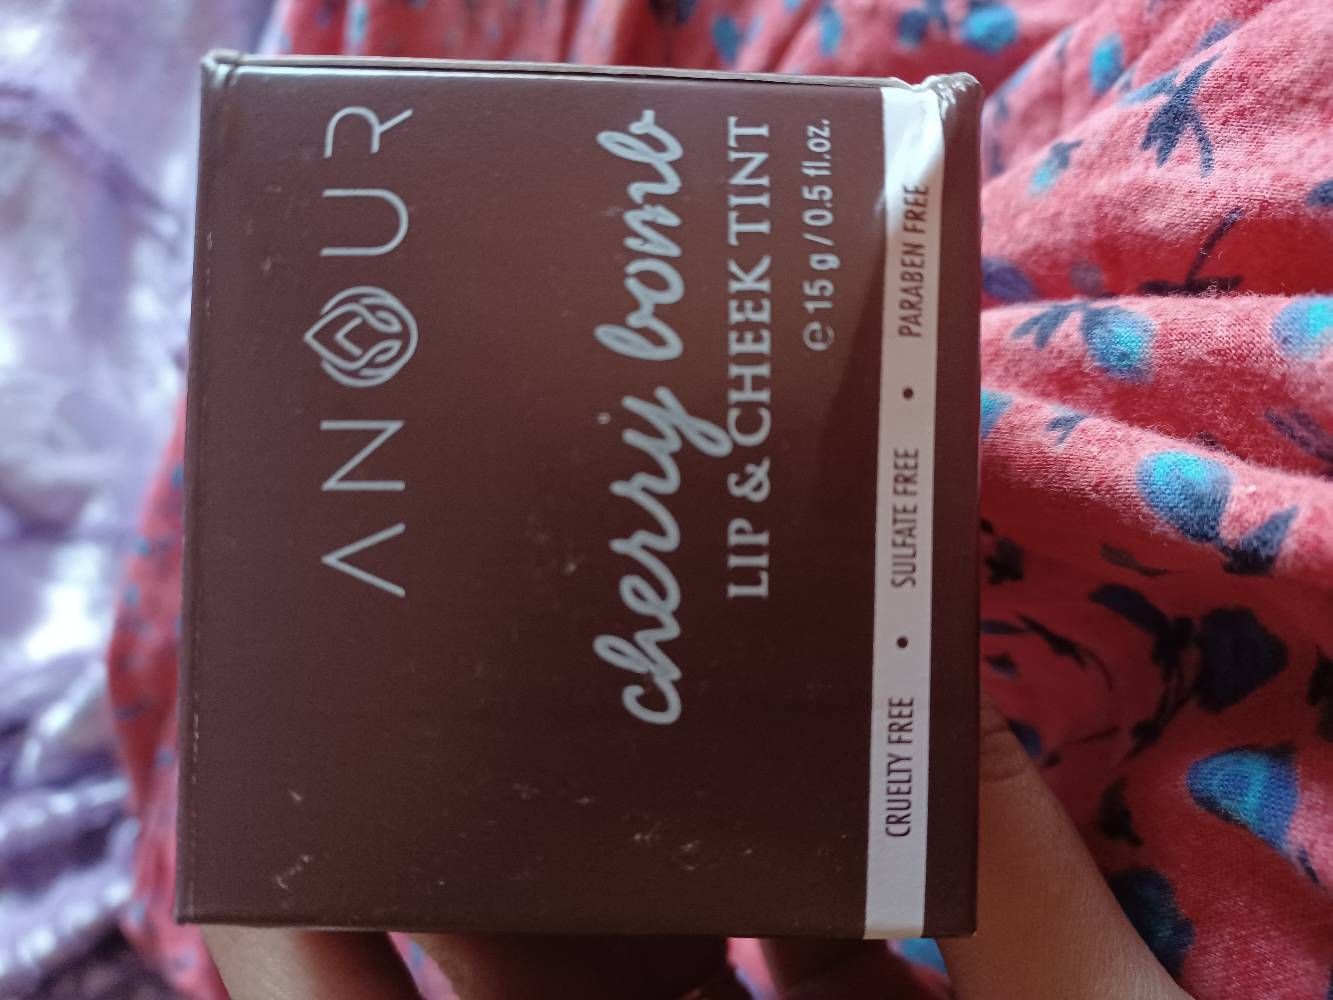 ANOUR
cherry bomb
LIP & CHEEK TINT
℮ 15 g / 0.5 fl.oz.
CRUELTY FREE • SULFATE FREE • PARABEN FREE